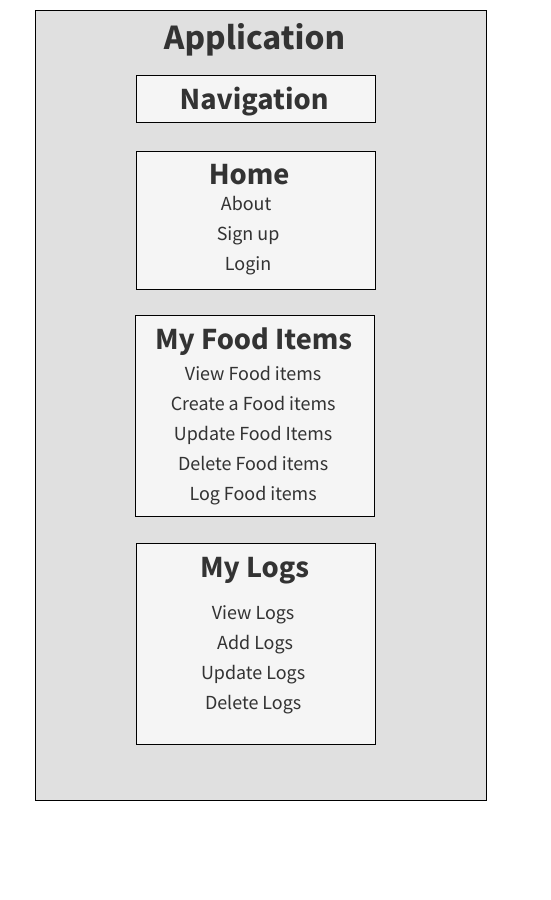 Application
Navigation
Home
About
Sign up
Login
My Food Items
View Food items
Create a Food items
Update Food Items
Delete Food items
Log Food items
My Logs
View Logs
Add Logs
Update Logs
Delete Logs